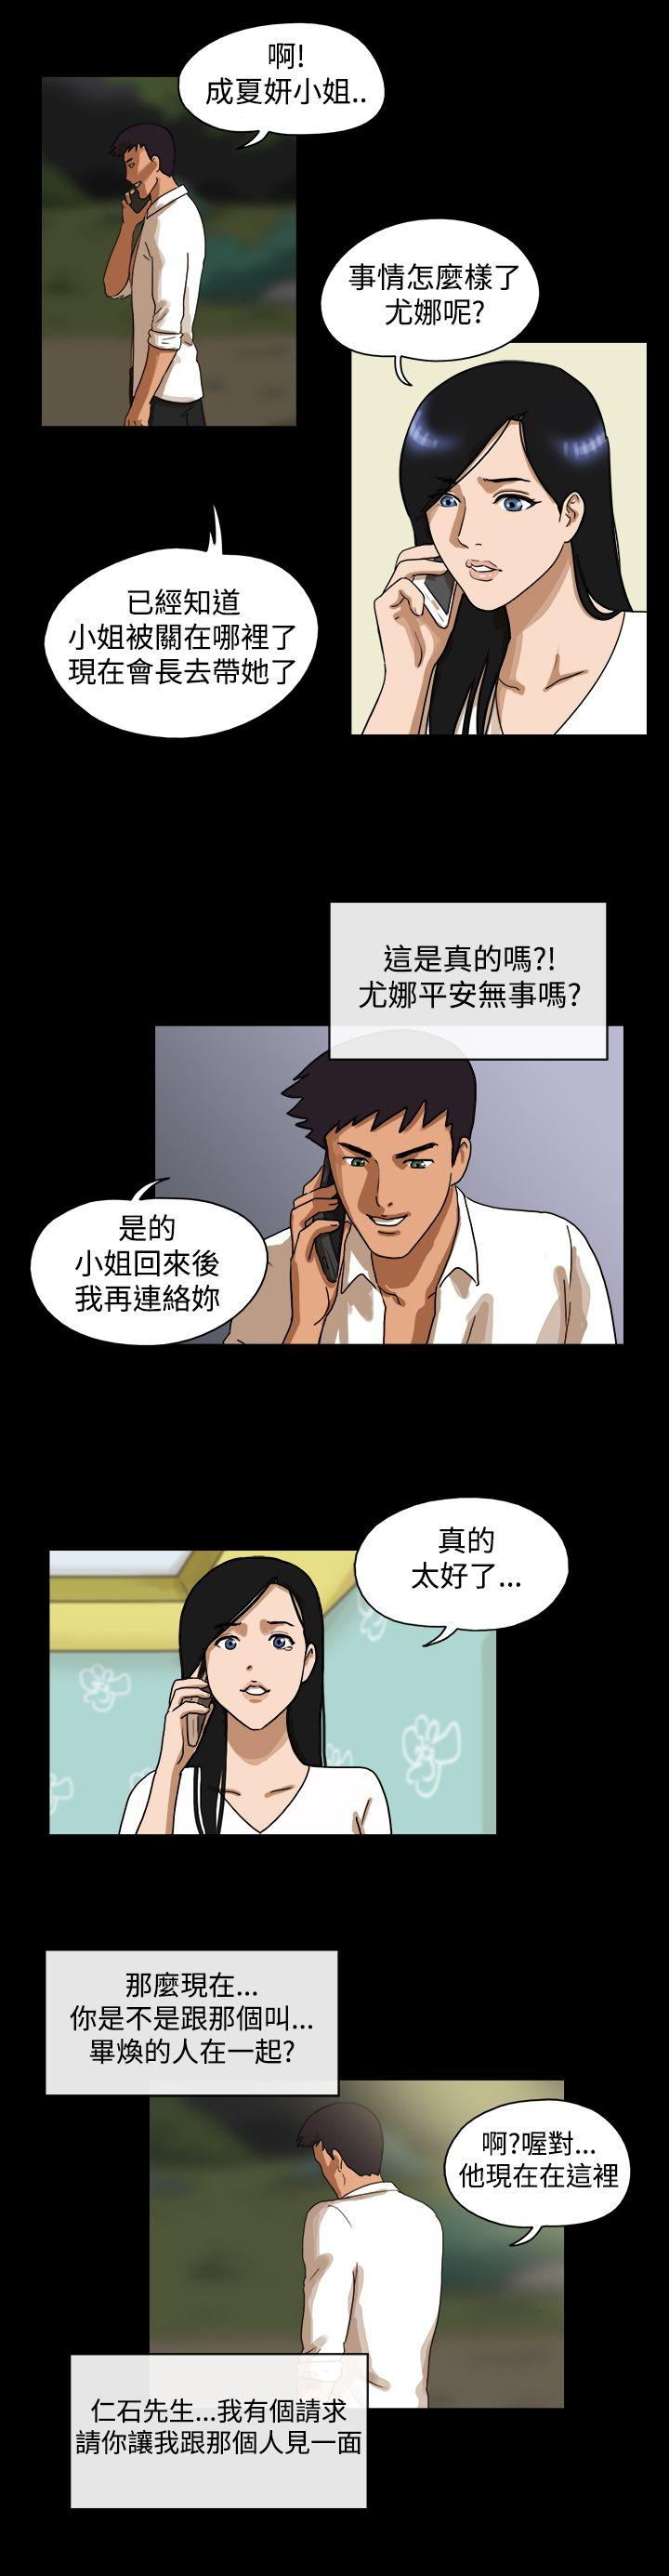 啊!
成夏妍小姐..
事情怎麼樣了
尤娜呢?
已經知道
小姐被關在哪裡了
現在會長去帶她了
這是真的嗎?!
尤娜平安無事嗎?
是的
小姐回來後
我再連絡妳
真的
太好了...
那麼現在...
你是不是跟那個叫...
畢煥的人在一起?
啊?喔對...
他現在在這裡
仁石先生...我有個請求
請你讓我跟那個人見一面